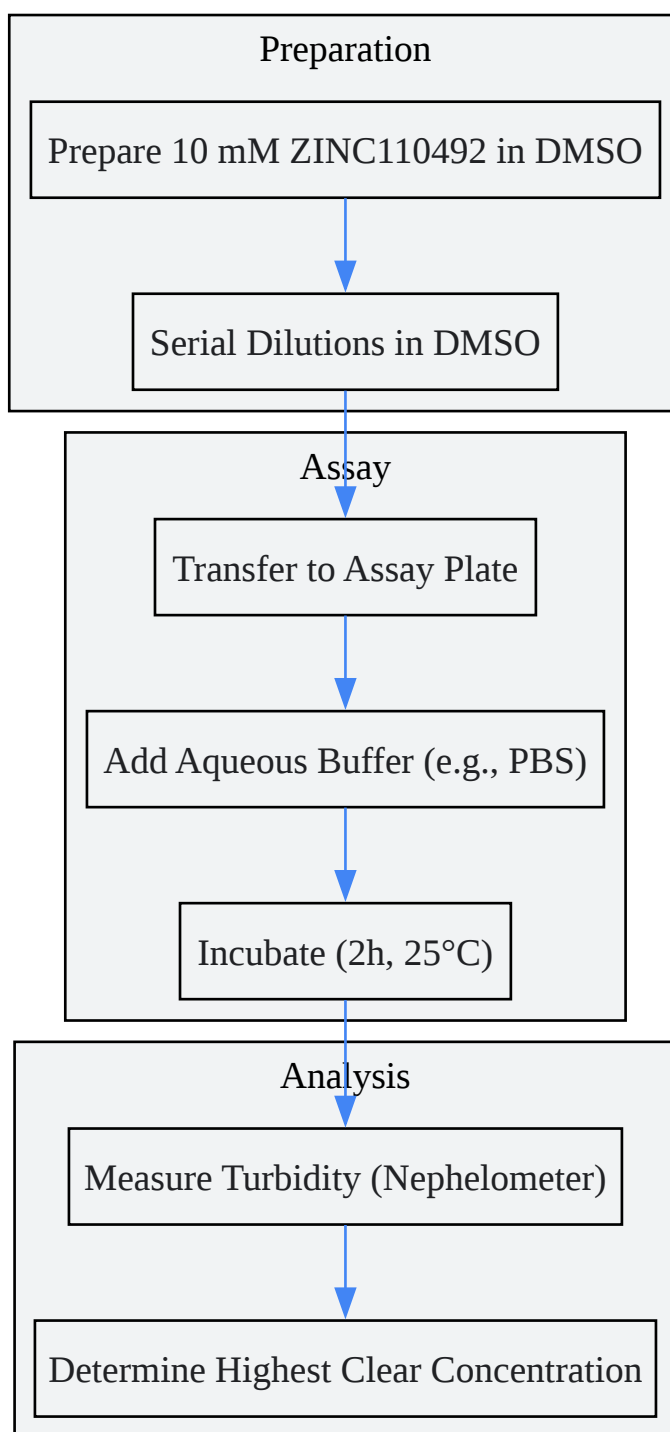 Preparation
Prepare 10 mM ZINC110492 in DMSO
Serial Dilutions in DMSO
Assay
Transfer to Assay Plate
Add Aqueous Buffer (e.g., PBS)
Incubate (2h, 25°C)
Analysis
Measure Turbidity (Nephelometer)
Determine Highest Clear Concentration